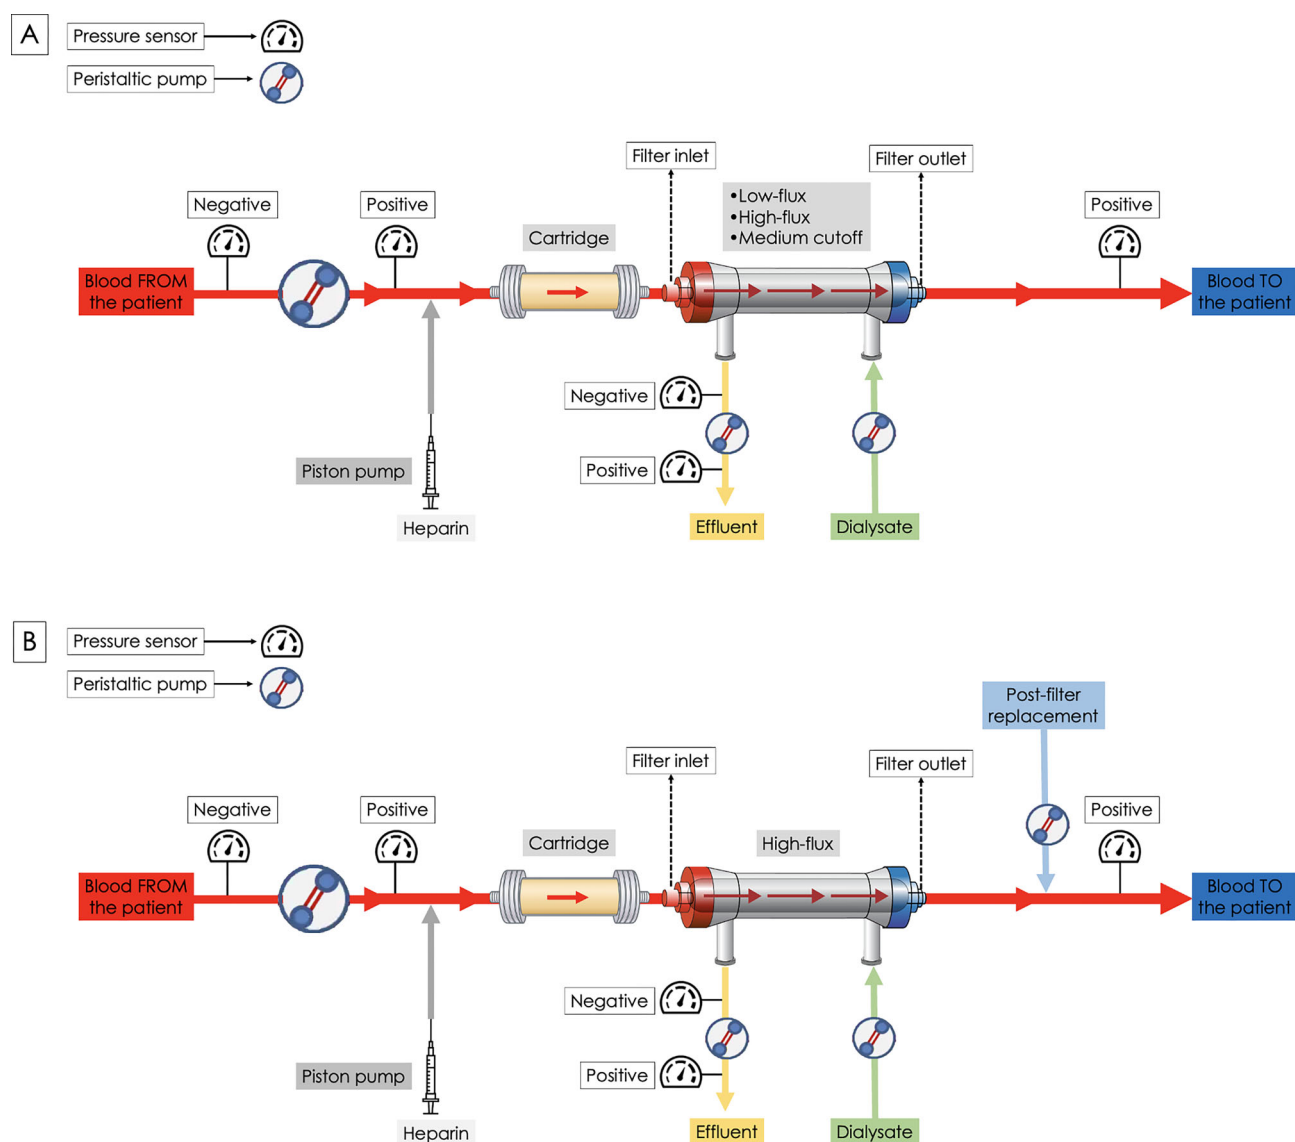 A
Pressure sensor
Peristaltic pump
Filter inlet
Filter outlet
•Low-flux
•High-flux
•Medium cutoff
Negative
Positive
Positive
Cartridge
Blood FROM
the patient
Blood TO
the patient
Negative
Positive
Piston pump
Heparin
Effluent
Dialysate
B
Pressure sensor
Peristaltic pump
Post-filter
replacement
Filter inlet
Filter outlet
Negative
Positive
Positive
Cartridge
High-flux
Blood FROM
the patient
Blood TO
the patient
Negative
Positive
Piston pump
Heparin
Effluent
Dialysate